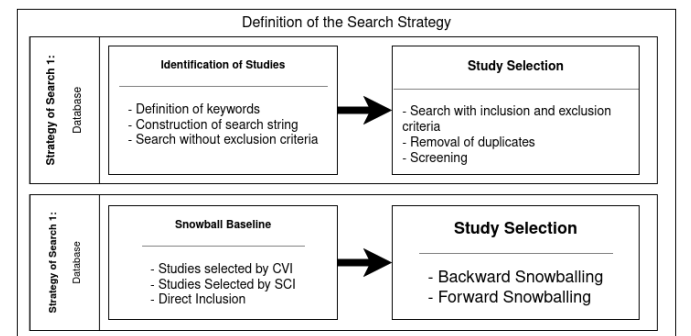 Definition of the Search Strategy
Strategy of Search 1:
Database
Identification of Studies
- Definition of keywords
- Construction of search string
- Search without exclusion criteria
Study Selection
- Search with inclusion and exclusion
criteria
- Removal of duplicates
- Screening
Strategy of Search 1:
Database
Snowball Baseline
- Studies selected by CVI
- Studies Selected by SCI
- Direct Inclusion
Study Selection
- Backward Snowballing
- Forward Snowballing